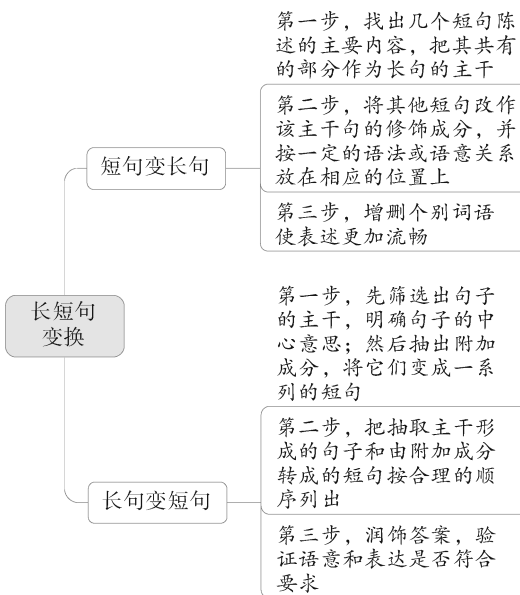 第一步，找出几个短句陈
述的主要内容，把其共有
的部分作为长句的主干
第二步，将其他短句改作
该主干句的修饰成分，并
按一定的语法或语意关系
放在相应的位置上
短句变长句
第三步，增删个别词语
使表述更加流畅
长短句
变换
第一步，先筛选出句子
的主干，明确句子的中
心意思；然后抽出附加
成分，将它们变成一系
列的短句
第二步，把抽取主干形
成的句子和由附加成分
转成的短句按合理的顺
序列出
长句变短句
第三步，润饰答案，验
证语意和表达是否符合
要求